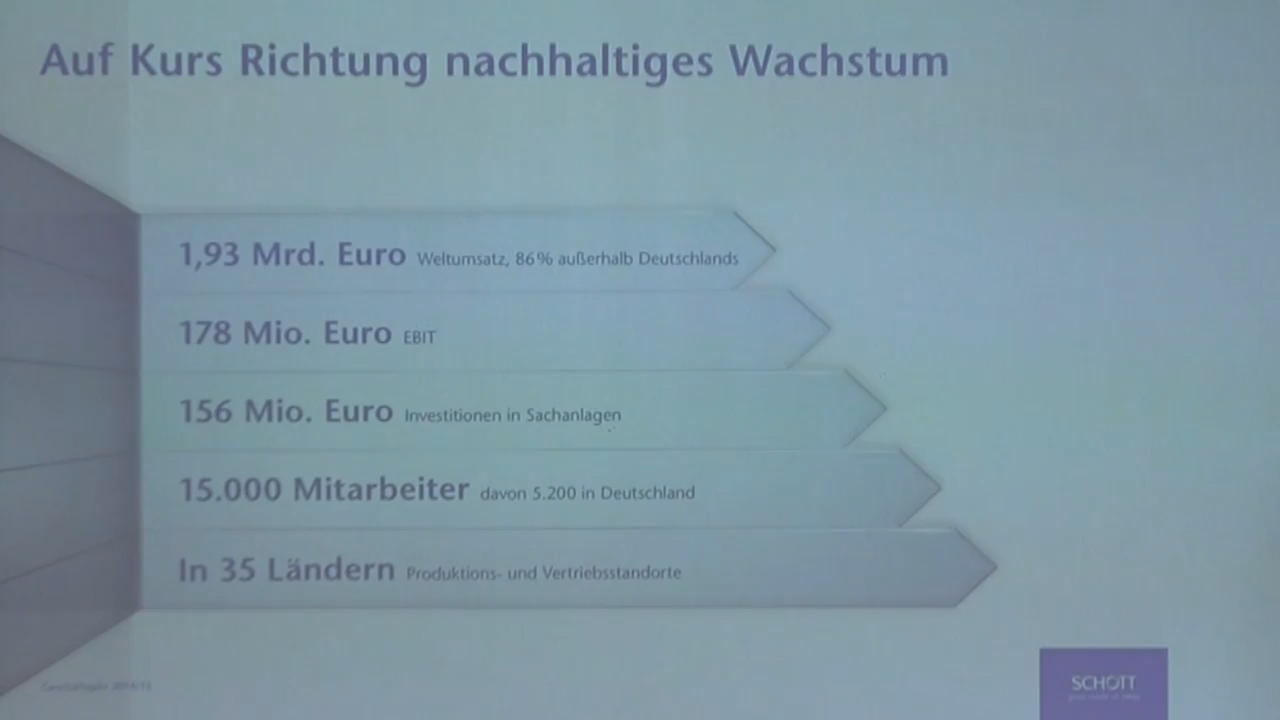 Auf Kurs Richtung nachhaltiges Wachstum
1,93 Mrd. Euro Weltumsatz, 86% außerhalb Deutschlands
178 Mio. Euro EBIT
156 Mio. Euro Investitionen in Sachanlagen
15.000 Mitarbeiter davon 5.200 in Deutschland
In 35 Ländern Produktions- und Vertriebsstandorte
SCHOTT